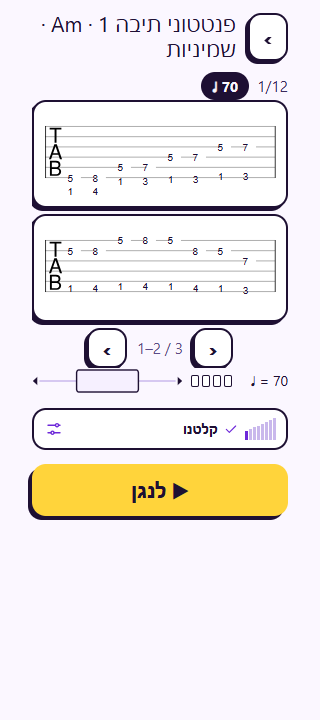 פנטטוני תיבה 1 · Am ·
שמיניות
♩ 70 1/12
TAB
5 8 5 7 5 7 5 7
1 4 1 3 1 3 1 3
TAB
5 8 5 8 5 8 5 7
1 4 1 4 1 4 1 3
1–2 / 3
♩ = 70
קלטנו
לנגן